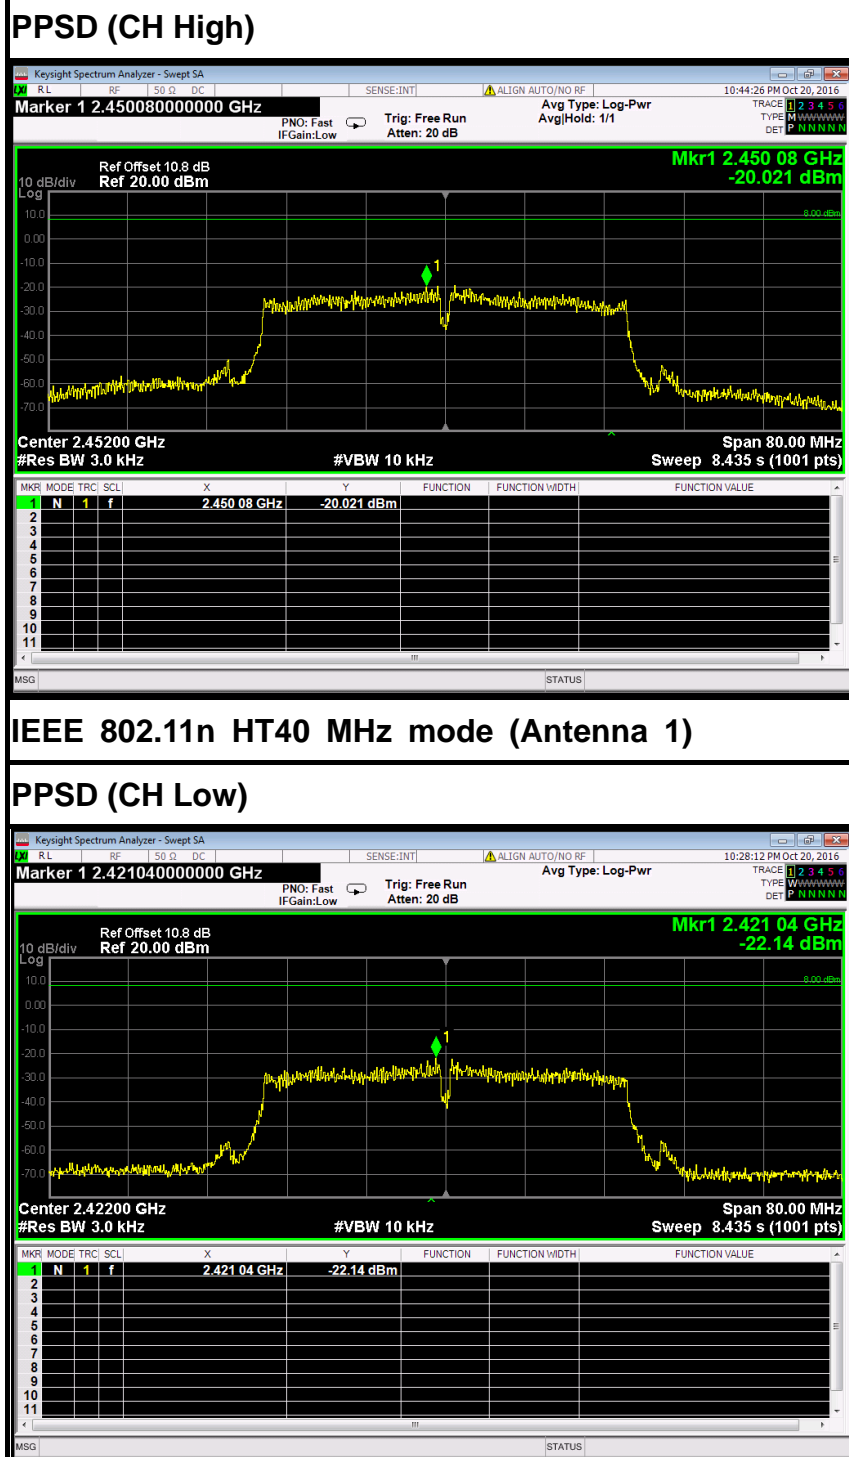 PPSD (CH High)
Keysight Spectrum Analyzer - Swept SA
LXI RL RF 50 Ω DC SENSE:INT ALIGN AUTO/NO RF 10:44:26 PM Oct 20, 2016
Marker 1 2.450080000000 GHz Avg Type: Log-Pwr TRACE 1 2 3 4 5 6
PNO: Fast Trig: Free Run Avg|Hold: 1/1 TYPE M WWWWW
IFGain:Low Atten: 20 dB DET P N N N N N
Mkr1 2.450 08 GHz
Ref Offset 10.8 dB
10 dB/div Ref 20.00 dBm -20.021 dBm
Log
10.0 8.00 dBm
0.00
-10.0
1
-20.0
-30.0
-40.0
-50.0
-60.0
-70.0
Center 2.45200 GHz Span 80.00 MHz
#Res BW 3.0 kHz #VBW 10 kHz Sweep 8.435 s (1001 pts)
MKR MODE TRC SCL X Y FUNCTION FUNCTION WIDTH FUNCTION VALUE
1 N 1 f 2.450 08 GHz -20.021 dBm
2
3
4
5
6
7
8
9
10
11
MSG STATUS
IEEE 802.11n HT40 MHz mode (Antenna 1)
PPSD (CH Low)
Keysight Spectrum Analyzer - Swept SA
LXI RL RF 50 Ω DC SENSE:INT ALIGN AUTO/NO RF 10:28:12 PM Oct 20, 2016
Marker 1 2.421040000000 GHz Avg Type: Log-Pwr TRACE 1 2 3 4 5 6
PNO: Fast Trig: Free Run TYPE WWWWWW
IFGain:Low Atten: 20 dB DET P N N N N N
Mkr1 2.421 04 GHz
Ref Offset 10.8 dB
10 dB/div Ref 20.00 dBm -22.14 dBm
Log
10.0 8.00 dBm
0.00
-10.0
1
-20.0
-30.0
-40.0
-50.0
-60.0
-70.0
Center 2.42200 GHz Span 80.00 MHz
#Res BW 3.0 kHz #VBW 10 kHz Sweep 8.435 s (1001 pts)
MKR MODE TRC SCL X Y FUNCTION FUNCTION WIDTH FUNCTION VALUE
1 N 1 f 2.421 04 GHz -22.14 dBm
2
3
4
5
6
7
8
9
10
11
MSG STATUS